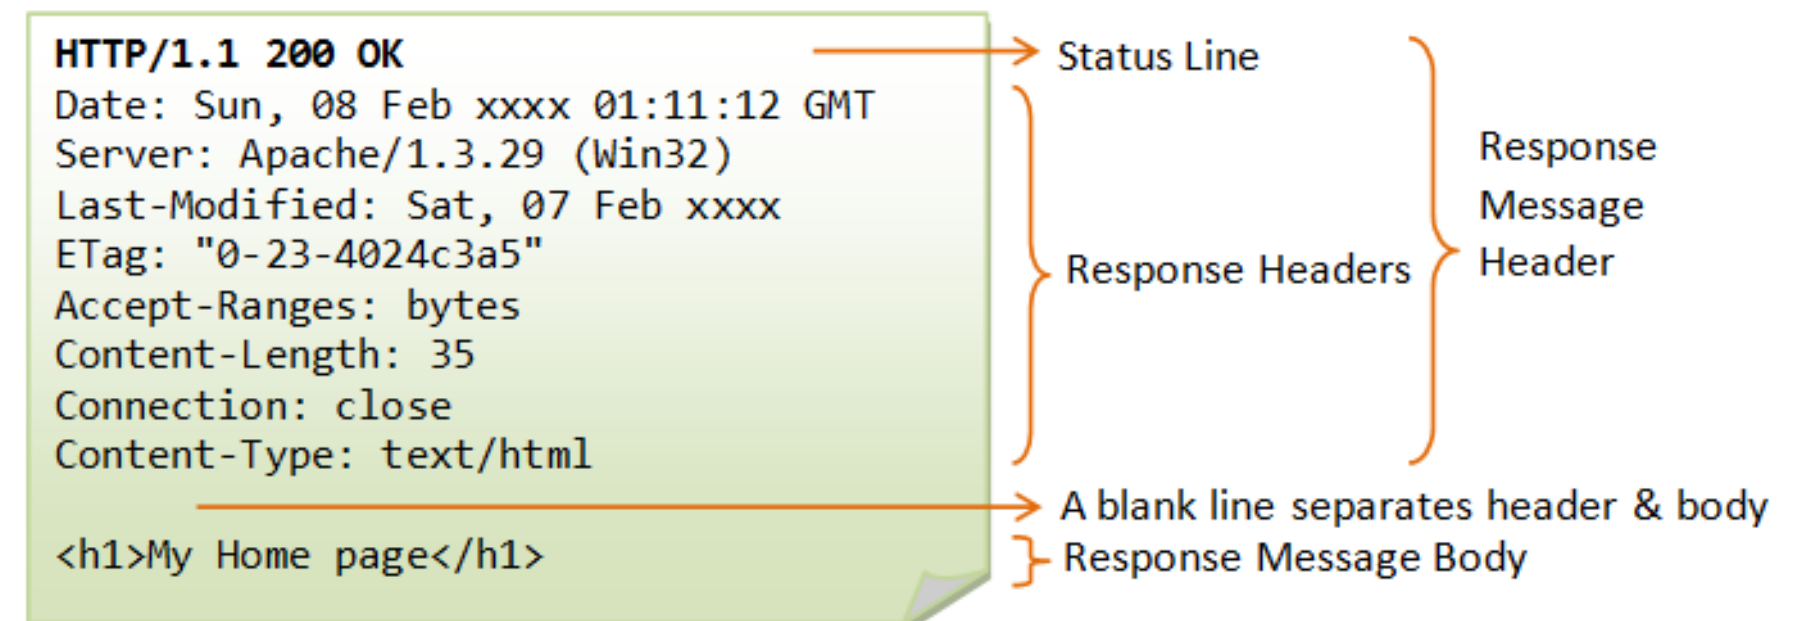 HTTP/1.1 200 OK
Date: Sun, 08 Feb xxxx 01:11:12 GMT
Server: Apache/1.3.29 (Win32)
Last-Modified: Sat, 07 Feb xxxx
ETag: "0-23-4024c3a5"
Accept-Ranges: bytes
Content-Length: 35
Connection: close
Content-Type: text/html
<h1>My Home page</h1>
Status Line
Response Headers
Response
Message
Header
A blank line separates header & body
Response Message Body